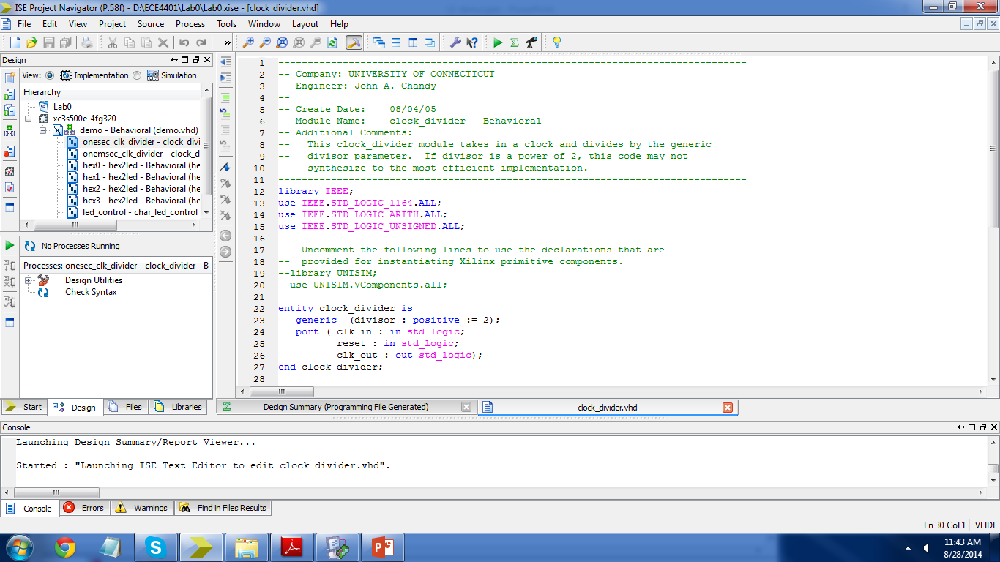 ISE Project Navigator (P.58f) - D:\ECE4401\Lab0\Lab0.xise - [clock_divider.vhd]
File Edit View Project Source Process Tools Window Layout Help
Design
View: Implementation Simulation
Hierarchy
Lab0
xc3s500e-4fg320
demo - Behavioral (demo.vhd)
onesec_clk_divider - clock_divi
onemsec_clk_divider - clock_d
hex0 - hex2led - Behavioral (he
hex1 - hex2led - Behavioral (he
hex2 - hex2led - Behavioral (he
hex3 - hex2led - Behavioral (he
led_control - char_led_control
No Processes Running
Processes: onesec_clk_divider - clock_divider - B
Design Utilities
Check Syntax
Start Design Files Libraries
1 --------------------------------------------------------------------------------
2 -- Company: UNIVERSITY OF CONNECTICUT
3 -- Engineer: John A. Chandy
4 --
5 -- Create Date:    08/04/05
6 -- Module Name:    clock_divider - Behavioral
7 -- Additional Comments:
8 --   This clock_divider module takes in a clock and divides by the generic
9 --   divisor parameter.  If divisor is a power of 2, this code may not
10 --   synthesize to the most efficient implementation.
11 --------------------------------------------------------------------------------
12 library IEEE;
13 use IEEE.STD_LOGIC_1164.ALL;
14 use IEEE.STD_LOGIC_ARITH.ALL;
15 use IEEE.STD_LOGIC_UNSIGNED.ALL;
16
17 --  Uncomment the following lines to use the declarations that are
18 --  provided for instantiating Xilinx primitive components.
19 --library UNISIM;
20 --use UNISIM.VComponents.all;
21
22 entity clock_divider is
23    generic  (divisor : positive := 2);
24    port ( clk_in : in std_logic;
25           reset : in std_logic;
26           clk_out : out std_logic);
27 end clock_divider;
28
Design Summary (Programming File Generated) clock_divider.vhd
Console
Launching Design Summary/Report Viewer...
Started : "Launching ISE Text Editor to edit clock_divider.vhd".
Console Errors Warnings Find in Files Results
Ln 30 Col 1 VHDL
11:43 AM
8/28/2014